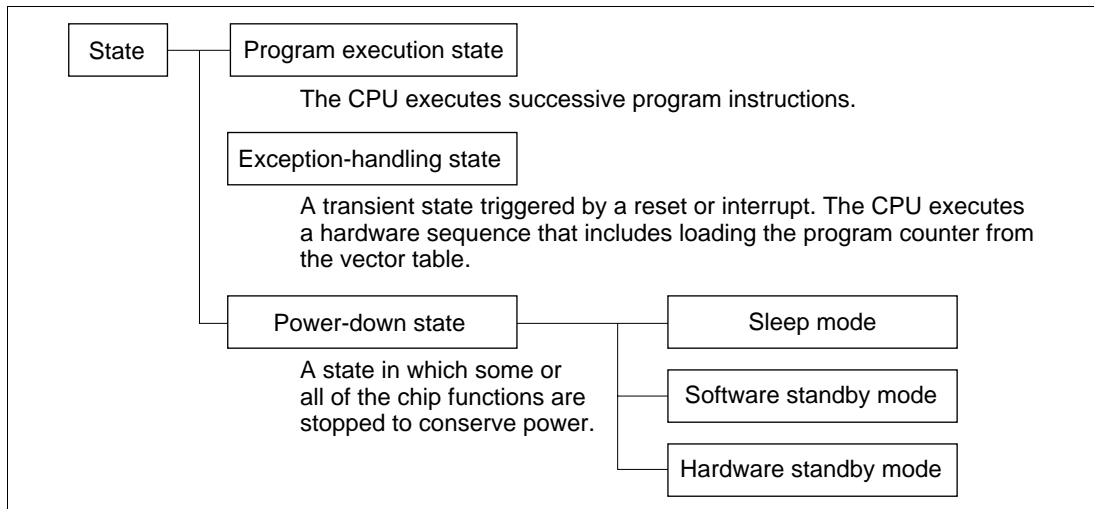 State
Program execution state
The CPU executes successive program instructions.
Exception-handling state
A transient state triggered by a reset or interrupt. The CPU executes
a hardware sequence that includes loading the program counter from
the vector table.
Power-down state
Sleep mode
A state in which some or
all of the chip functions are
stopped to conserve power.
Software standby mode
Hardware standby mode